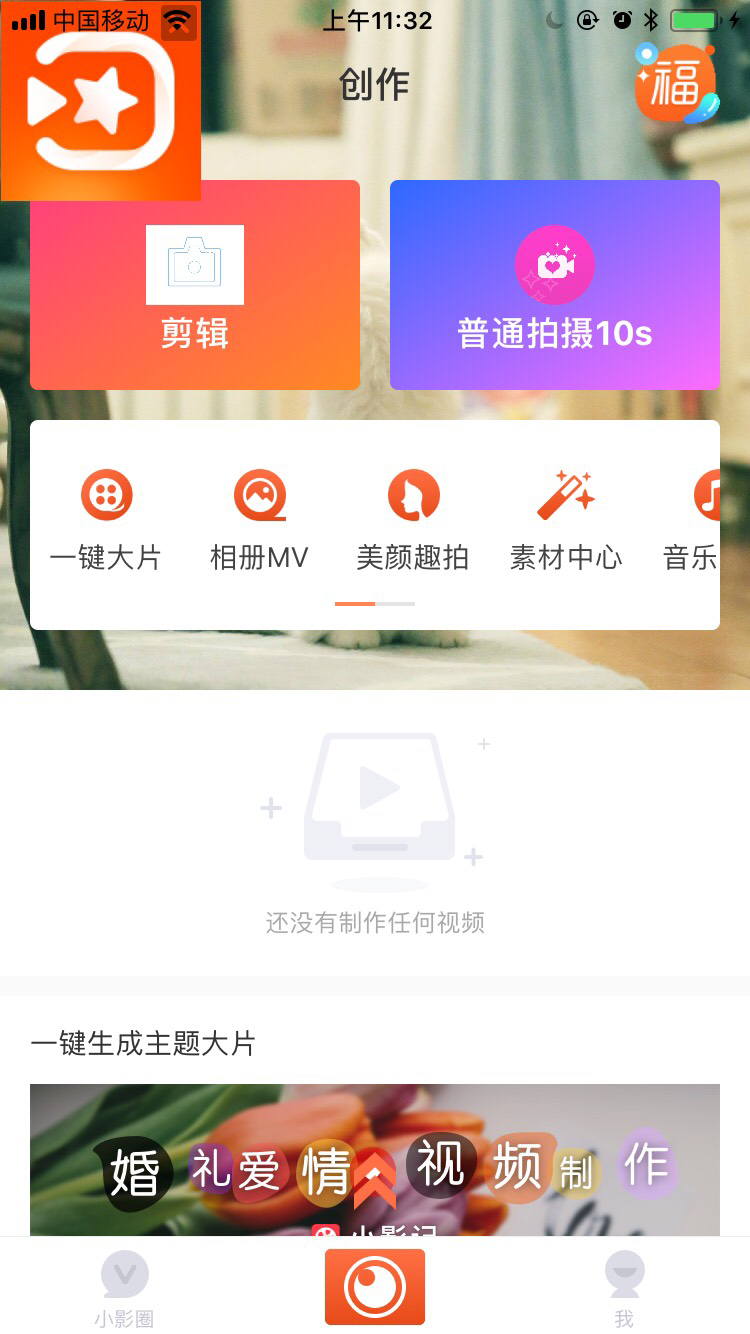 中国移动
上午11:32
创作
福
剪辑
普通拍摄10s
一键大片
相册MV
美颜趣拍
素材中心
音乐
还没有制作任何视频
一键生成主题大片
婚礼爱情视频制作
小影记
小影圈
我